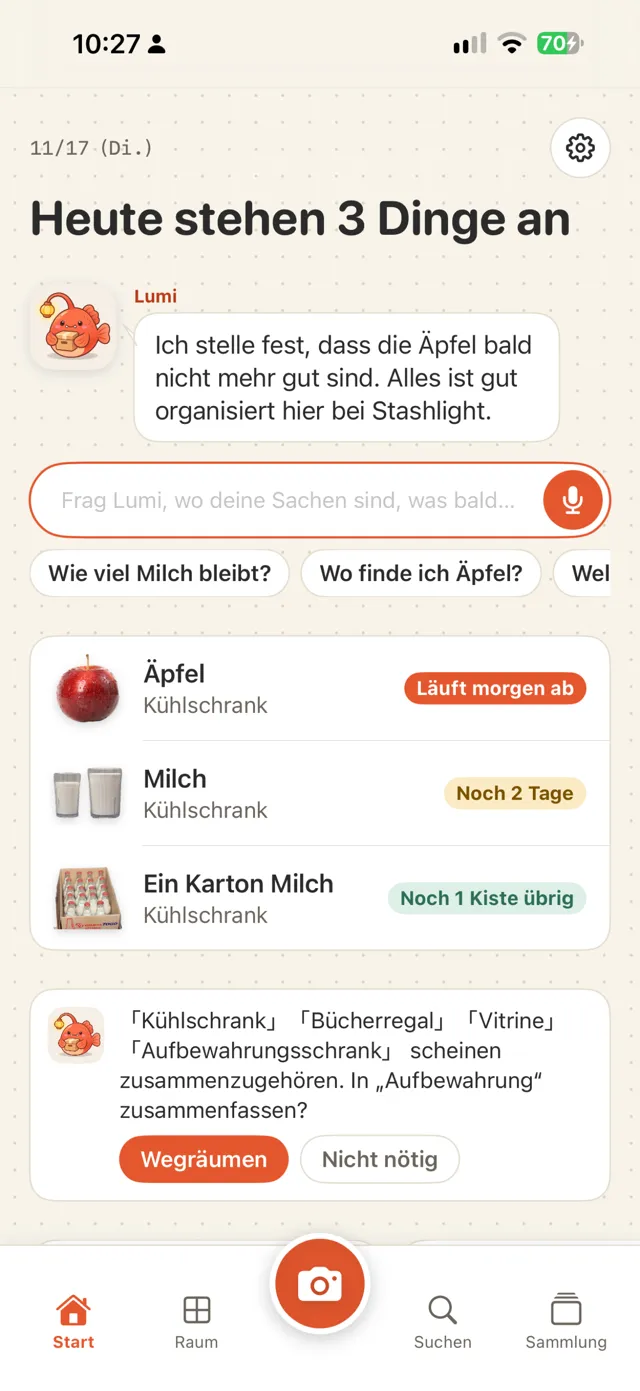 10:27
70
11/17 (Di.)
Heute stehen 3 Dinge an
Lumi
Ich stelle fest, dass die Äpfel bald
nicht mehr gut sind. Alles ist gut
organisiert hier bei Stashlight.
Frag Lumi, wo deine Sachen sind, was bald...
Wie viel Milch bleibt?
Wo finde ich Äpfel?
Wel
Äpfel
Kühlschrank
Läuft morgen ab
Milch
Kühlschrank
Noch 2 Tage
Ein Karton Milch
Kühlschrank
Noch 1 Kiste übrig
「Kühlschrank」「Bücherregal」「Vitrine」
「Aufbewahrungsschrank」 scheinen
zusammenzugehören. In „Aufbewahrung“
zusammenfassen?
Wegräumen
Nicht nötig
Start
Raum
Suchen
Sammlung